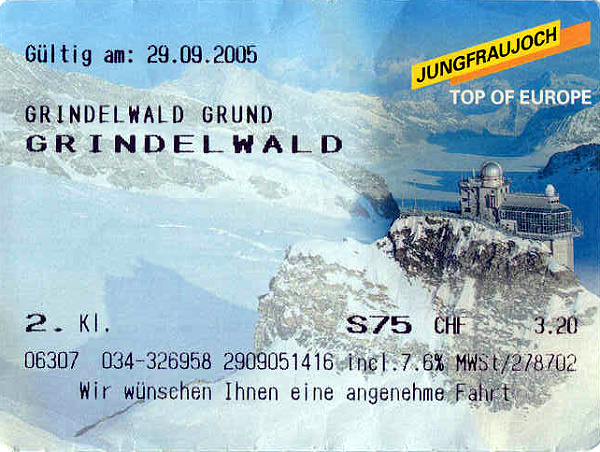 Gültig am: 29.09.2005
JUNGFRAUJOCH
TOP OF EUROPE
GRINDELWALD GRUND
GRINDELWALD
2. Kl. S75 CHF 3.20
06307 034-326958 2909051416 incl.7.6% MWSt/278702
Wir wünschen Ihnen eine angenehme Fahrt